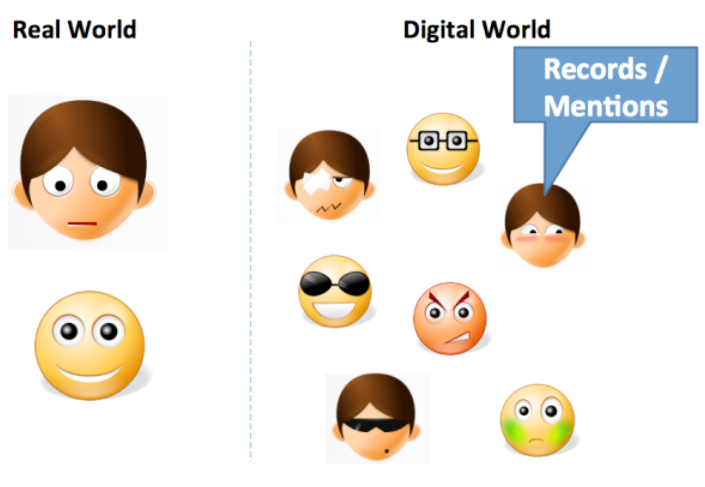 Real World
Digital World
Records /
Mentions